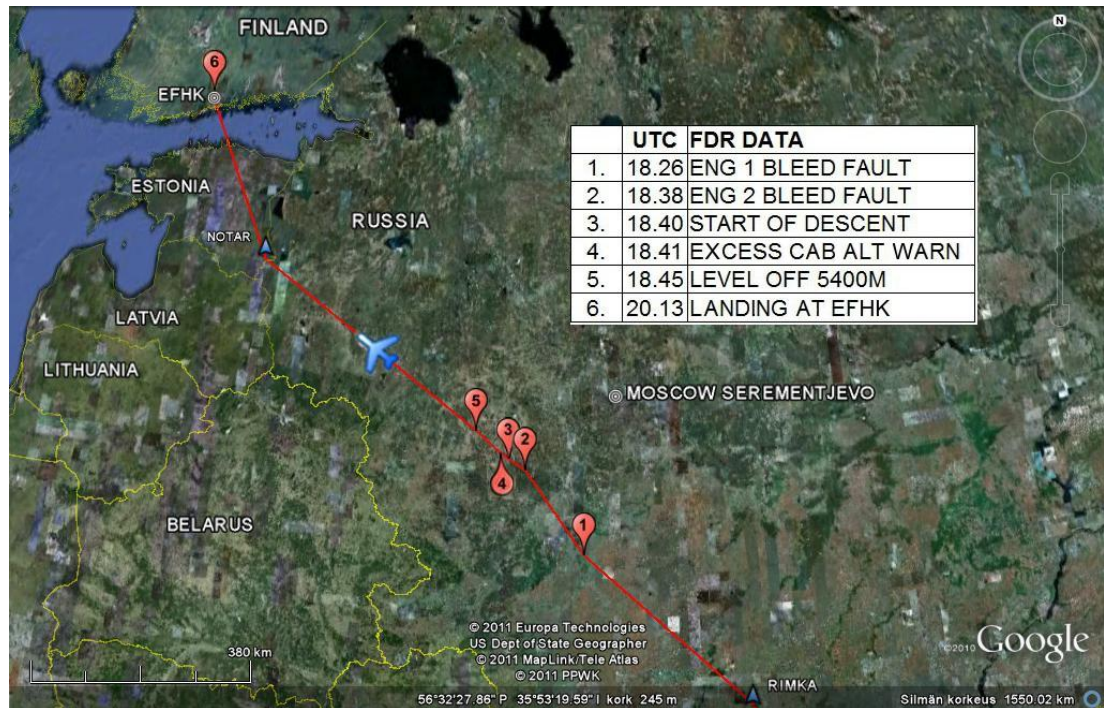 N
FINLAND
6
EFHK
UTC FDR DATA
1. 18.26 ENG 1 BLEED FAULT
2. 18.38 ENG 2 BLEED FAULT
3. 18.40 START OF DESCENT
4. 18.41 EXCESS CAB ALT WARN
5. 18.45 LEVEL OFF 5400M
6. 20.13 LANDING AT EFHK
ESTONIA
RUSSIA
NOTAR
LATVIA
LITHUANIA
MOSCOW SEREMENTJEVO
5
3
2
4
BELARUS
1
© 2011 Europa Technologies
US Dept of State Geographer
© 2011 MapLink/Tele Atlas
© 2011 PPWK
©2010 Google
380 km
RIMKA
56°32'27.86" P 35°53'19.59" I kork 245 m
Silmän korkeus 1550.02 km